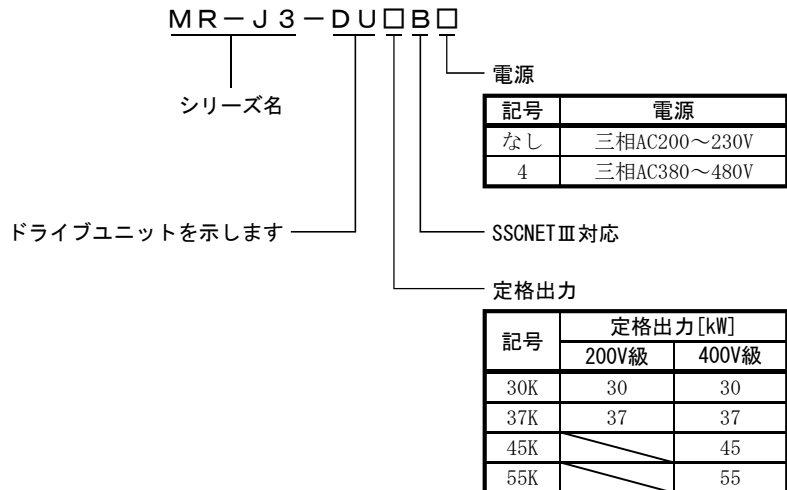 MR-J3-DU□B□
シリーズ名
電源
記号 電源
なし 三相AC200～230V
4 三相AC380～480V
ドライブユニットを示します
SSCNETⅢ対応
定格出力
記号 定格出力[kW]
200V級 400V級
30K 30 30
37K 37 37
45K 45
55K 55